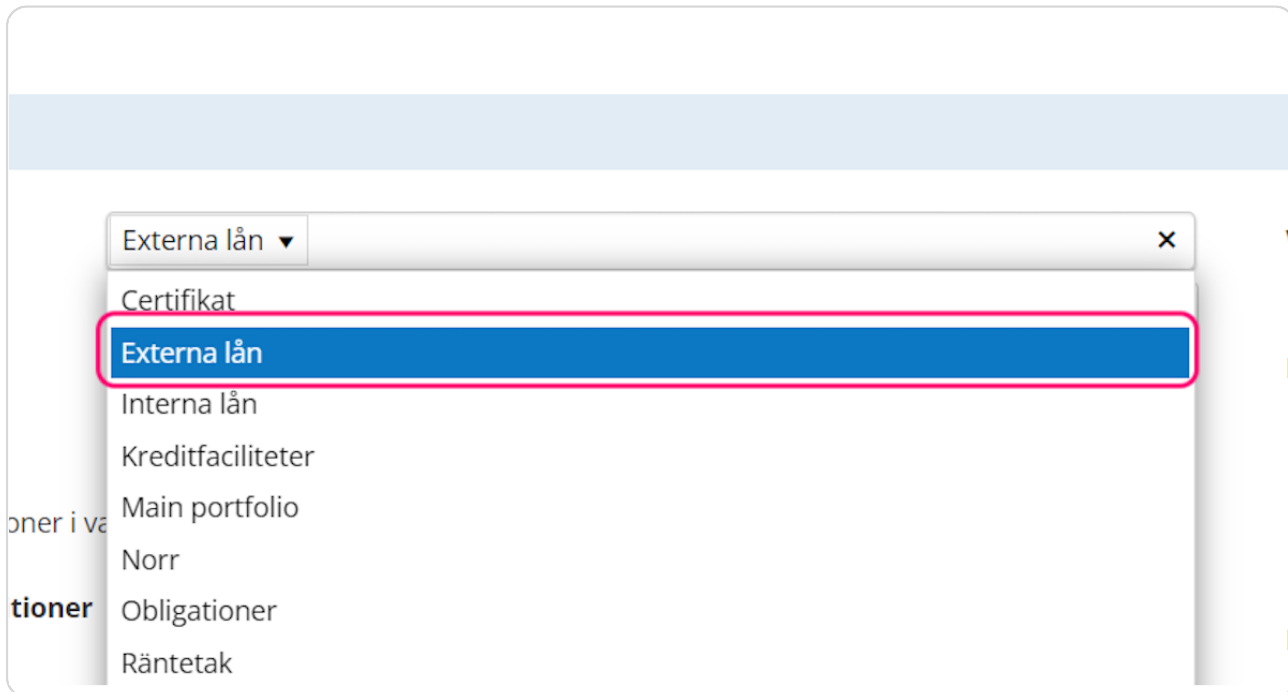 Externa lån
Certifikat
Externa lån
Interna lån
Kreditfaciliteter
Main portfolio
oner i va
Norr
tioner
Obligationer
Räntetak